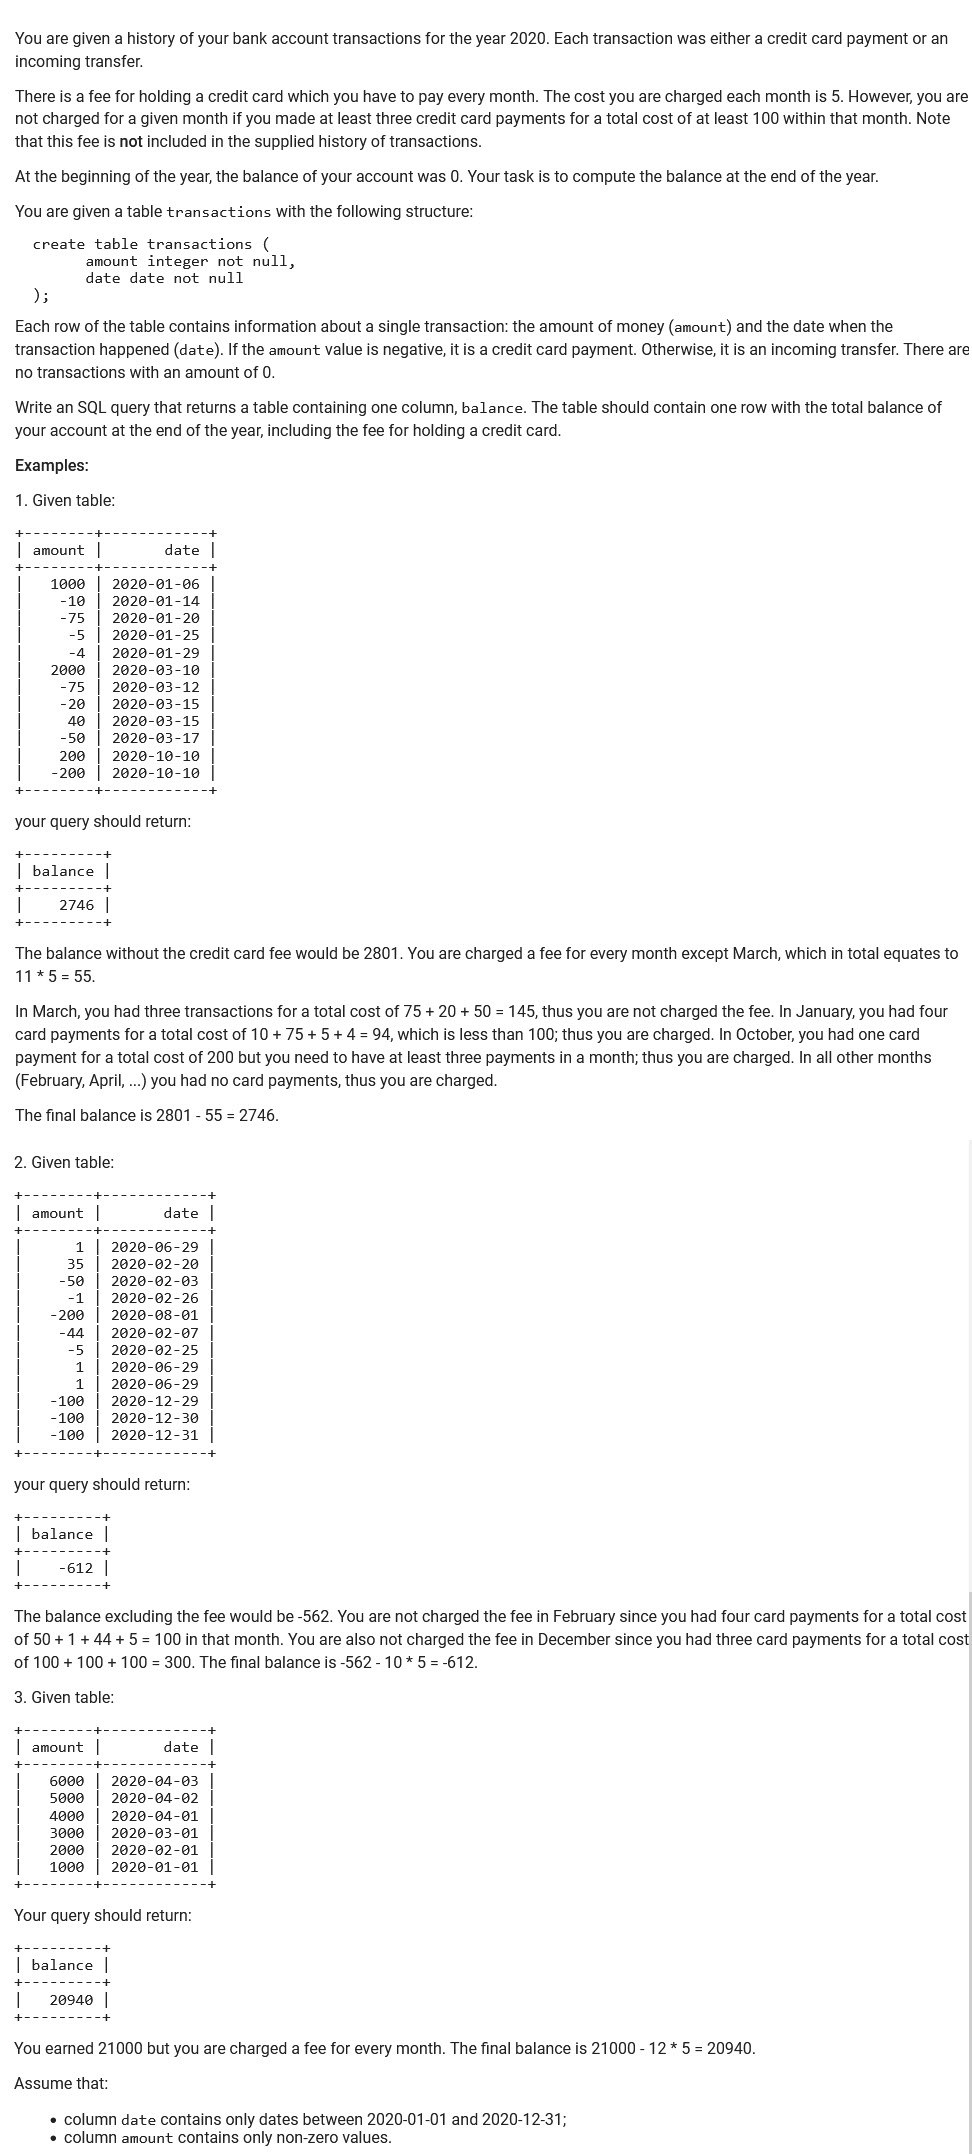 You are given a history of your bank account transactions for the year 2020. Each transaction was either a credit card payment or an
incoming transfer.
There is a fee for holding a credit card which you have to pay every month. The cost you are charged each month is 5. However, you are
not charged for a given month if you made at least three credit card payments for a total cost of at least 100 within that month. Note
that this fee is not included in the supplied history of transactions.
At the beginning of the year, the balance of your account was 0. Your task is to compute the balance at the end of the year.
You are given a table transactions with the following structure:
create table transactions (
amount integer not null,
date date not null
);
Each row of the table contains information about a single transaction: the amount of money (amount) and the date when the
transaction happened (date). If the amount value is negative, it is a credit card payment. Otherwise, it is an incoming transfer. There are
no transactions with an amount of 0.
Write an SQL query that returns a table containing one column, balance. The table should contain one row with the total balance of
your account at the end of the year, including the fee for holding a credit card.
Examples:
1. Given table:
+--------+------------+
| amount |       date |
+--------+------------+
|   1000 | 2020-01-06 |
|    -10 | 2020-01-14 |
|    -75 | 2020-01-20 |
|     -5 | 2020-01-25 |
|     -4 | 2020-01-29 |
|   2000 | 2020-03-10 |
|    -75 | 2020-03-12 |
|    -20 | 2020-03-15 |
|     40 | 2020-03-15 |
|    -50 | 2020-03-17 |
|    200 | 2020-10-10 |
|   -200 | 2020-10-10 |
+--------+------------+
your query should return:
+---------+
| balance |
+---------+
|    2746 |
+---------+
The balance without the credit card fee would be 2801. You are charged a fee for every month except March, which in total equates to
11 * 5 = 55.
In March, you had three transactions for a total cost of 75 + 20 + 50 = 145, thus you are not charged the fee. In January, you had four
card payments for a total cost of 10 + 75 + 5 + 4 = 94, which is less than 100; thus you are charged. In October, you had one card
payment for a total cost of 200 but you need to have at least three payments in a month; thus you are charged. In all other months
(February, April, ...) you had no card payments, thus you are charged.
The final balance is 2801 - 55 = 2746.
2. Given table:
+--------+------------+
| amount |       date |
+--------+------------+
|      1 | 2020-06-29 |
|     35 | 2020-02-20 |
|    -50 | 2020-02-03 |
|     -1 | 2020-02-26 |
|   -200 | 2020-08-01 |
|    -44 | 2020-02-07 |
|     -5 | 2020-02-25 |
|      1 | 2020-06-29 |
|      1 | 2020-06-29 |
|   -100 | 2020-12-29 |
|   -100 | 2020-12-30 |
|   -100 | 2020-12-31 |
+--------+------------+
your query should return:
+---------+
| balance |
+---------+
|    -612 |
+---------+
The balance excluding the fee would be -562. You are not charged the fee in February since you had four card payments for a total cost
of 50 + 1 + 44 + 5 = 100 in that month. You are also not charged the fee in December since you had three card payments for a total cost
of 100 + 100 + 100 = 300. The final balance is -562 - 10 * 5 = -612.
3. Given table:
+--------+------------+
| amount |       date |
+--------+------------+
|   6000 | 2020-04-03 |
|   5000 | 2020-04-02 |
|   4000 | 2020-04-01 |
|   3000 | 2020-03-01 |
|   2000 | 2020-02-01 |
|   1000 | 2020-01-01 |
+--------+------------+
Your query should return:
+---------+
| balance |
+---------+
|   20940 |
+---------+
You earned 21000 but you are charged a fee for every month. The final balance is 21000 - 12 * 5 = 20940.
Assume that:
• column date contains only dates between 2020-01-01 and 2020-12-31;
• column amount contains only non-zero values.